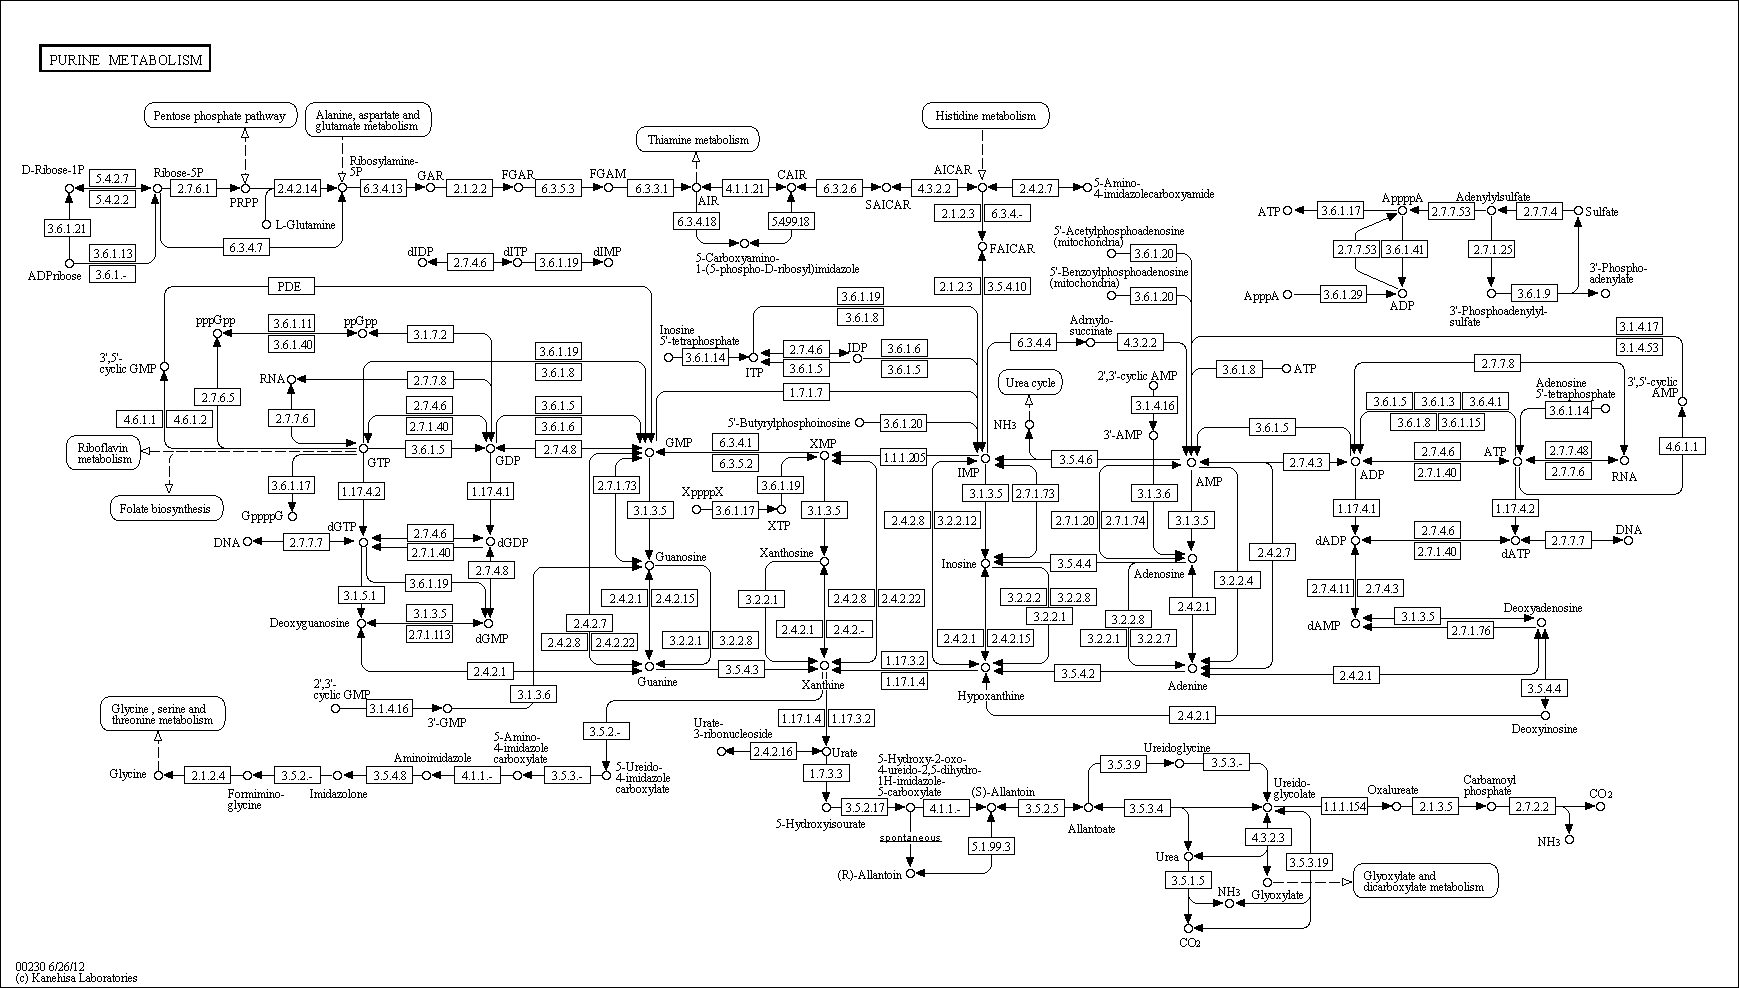 PURINE METABOLISM
Pentose phosphate pathway
Alanine, aspartate and
glutamate metabolism
Thiamine metabolism
Histidine metabolism
D-Ribose-1P
5.4.2.7
5.4.2.2
Ribose-5P
2.7.6.1
PRPP
2.4.2.14
L-Glutamine
Ribosylamine-
5P
6.3.4.13
GAR
2.1.2.2
FGAR
6.3.5.3
FGAM
6.3.3.1
AIR
4.1.1.21
CAIR
6.3.2.6
SAICAR
4.3.2.2
AICAR
2.4.2.7
5-Amino-
4-imidazolecarboxyamide
3.6.1.21
3.6.1.13
3.6.1.-
ADPribose
6.3.4.7
6.3.4.18
5.4.99.18
5-Carboxyamino-
1-(5-phospho-D-ribosyl)imidazole
2.1.2.3
6.3.4.-
FAICAR
2.1.2.3
3.5.4.10
dIDP
2.7.4.6
dITP
3.6.1.19
dIMP
5'-Acetylphosphoadenosine
(mitochondria)
3.6.1.20
5'-Benzoylphosphoadenosine
(mitochondria)
3.6.1.20
ATP
3.6.1.17
AppppA
2.7.7.53
Adenylylsulfate
2.7.7.4
Sulfate
2.7.7.53
3.6.1.41
2.7.1.25
ApppA
3.6.1.29
ADP
3.6.1.9
3'-Phospho-
adenylate
3'-Phosphoadenylyl-
sulfate
PDE
pppGpp
3.6.1.11
3.6.1.40
ppGpp
3.1.7.2
3',5'-
cyclic GMP
2.7.6.5
RNA
2.7.7.8
2.7.7.6
4.6.1.1
4.6.1.2
3.6.1.19
3.6.1.8
2.7.4.6
2.7.1.40
3.6.1.5
3.6.1.6
Riboflavin
metabolism
GTP
3.6.1.5
GDP
2.7.4.8
GMP
Folate biosynthesis
3.6.1.17
GppppG
1.17.4.2
1.17.4.1
Inosine
5'-tetraphosphate
3.6.1.14
ITP
3.6.1.19
3.6.1.8
2.7.4.6
3.6.1.5
IDP
3.6.1.6
3.6.1.5
1.7.1.7
5'-Butyrylphosphoinosine
3.6.1.20
6.3.4.1
6.3.5.2
XMP
1.1.1.205
IMP
6.3.4.4
Adrnylo-
succinate
4.3.2.2
Urea cycle
NH3
2',3'-cyclic AMP
3.1.4.16
3'-AMP
3.5.4.6
AMP
3.6.1.8
ATP
3.1.4.17
3.1.4.53
3',5'-cyclic
AMP
4.6.1.1
2.7.7.8
Adenosine
5'-tetraphosphate
3.6.1.14
3.6.1.5
3.6.1.3
3.6.4.1
3.6.1.8
3.6.1.15
3.6.1.5
2.7.4.3
ADP
2.7.4.6
2.7.1.40
ATP
2.7.7.48
2.7.7.6
RNA
DNA
2.7.7.7
dGTP
2.7.4.6
2.7.1.40
dGDP
3.6.1.19
2.7.4.8
3.1.5.1
Deoxyguanosine
3.1.3.5
2.7.1.113
dGMP
2.4.2.1
2.7.1.73
3.1.3.5
XppppX
3.6.1.17
3.6.1.19
XTP
3.1.3.5
Guanosine
Xanthosine
2.4.2.1
2.4.2.15
2.4.2.7
2.4.2.8
2.4.2.22
3.2.2.1
3.2.2.8
Guanine
3.5.4.3
3.2.2.1
2.4.2.8
2.4.2.22
2.4.2.1
2.4.2.-
Xanthine
1.17.3.2
1.17.1.4
3.1.3.5
2.7.1.73
2.4.2.8
3.2.2.12
Inosine
3.5.4.4
3.2.2.2
3.2.2.8
3.2.2.1
2.4.2.1
2.4.2.15
Hypoxanthine
3.5.4.2
3.1.3.6
2.7.1.20
2.7.1.74
3.1.3.5
Adenosine
2.4.2.7
3.2.2.4
2.4.2.1
3.2.2.8
3.2.2.1
3.2.2.7
Adenine
2.4.2.1
1.17.4.1
1.17.4.2
dADP
2.7.4.6
2.7.1.40
dATP
2.7.7.7
DNA
2.7.4.11
2.7.4.3
dAMP
3.1.3.5
2.7.1.76
Deoxyadenosine
3.5.4.4
Deoxyinosine
2.4.2.1
2',3'-
cyclic GMP
3.1.4.16
3'-GMP
3.1.3.6
Glycine , serine and
threonine metabolism
Glycine
2.1.2.4
Formimino-
glycine
3.5.2.-
Imidazolone
3.5.4.8
Aminoimidazole
4.1.1.-
5-Amino-
4-imidazole
carboxylate
3.5.3.-
5-Ureido-
4-imidazole
carboxylate
3.5.2.-
1.17.1.4
1.17.3.2
Urate-
3-ribonucleoside
2.4.2.16
Urate
1.7.3.3
5-Hydroxyisourate
3.5.2.17
5-Hydroxy-2-oxo-
4-ureido-2,5-dihydro-
1H-imidazole-
5-carboxylate
4.1.1.-
spontaneous
(R)-Allantoin
(S)-Allantoin
5.1.99.3
3.5.2.5
Allantoate
3.5.3.9
Ureidoglycine
3.5.3.-
3.5.3.4
Ureido-
glycolate
1.1.1.154
Oxalureate
2.1.3.5
Carbamoyl
phosphate
2.7.2.2
CO2
NH3
Urea
4.3.2.3
3.5.3.19
3.5.1.5
NH3
Glyoxylate
Glyoxylate and
dicarboxylate metabolism
CO2
00230 6/26/12
(c) Kanehisa Laboratories